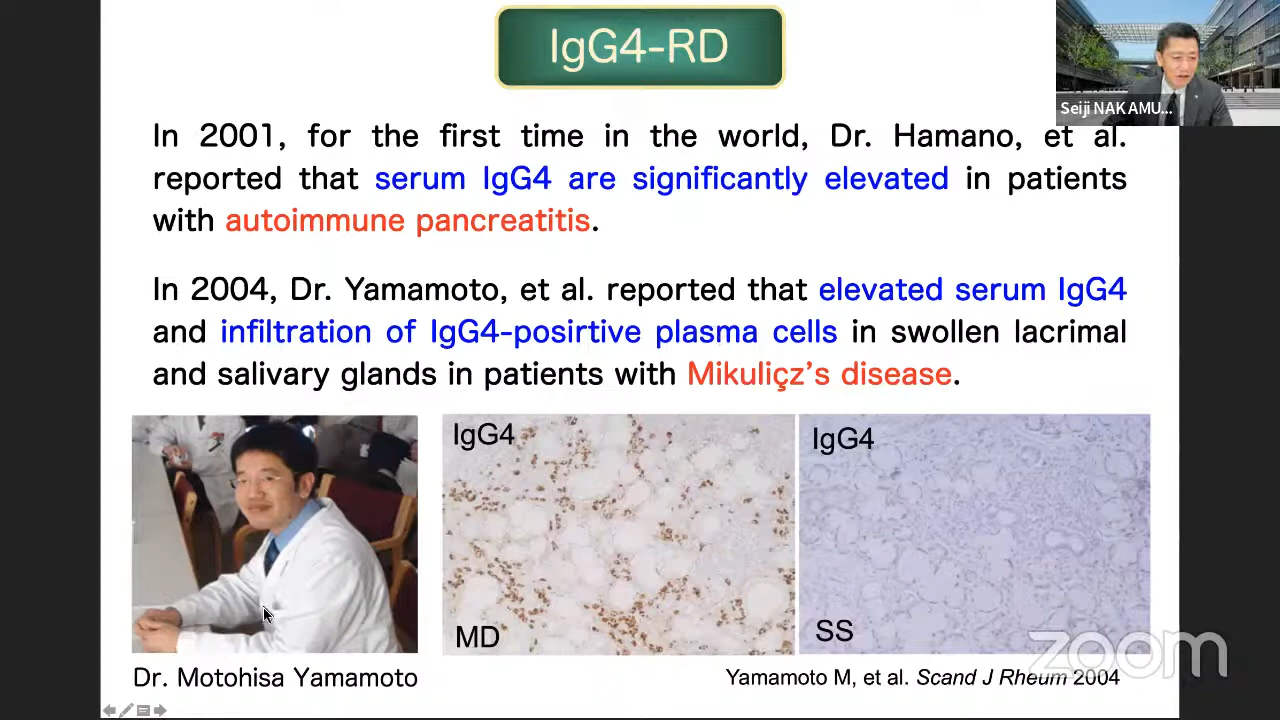 IgG4-RD
Seiji NAKAMU...
In 2001, for the first time in the world, Dr. Hamano, et al.
reported that serum IgG4 are significantly elevated in patients
with autoimmune pancreatitis.
In 2004, Dr. Yamamoto, et al. reported that elevated serum IgG4
and infiltration of IgG4-posirtive plasma cells in swollen lacrimal
and salivary glands in patients with Mikuliçz's disease.
IgG4
IgG4
MD
SS
zoom
Dr. Motohisa Yamamoto
Yamamoto M, et al. Scand J Rheum 2004